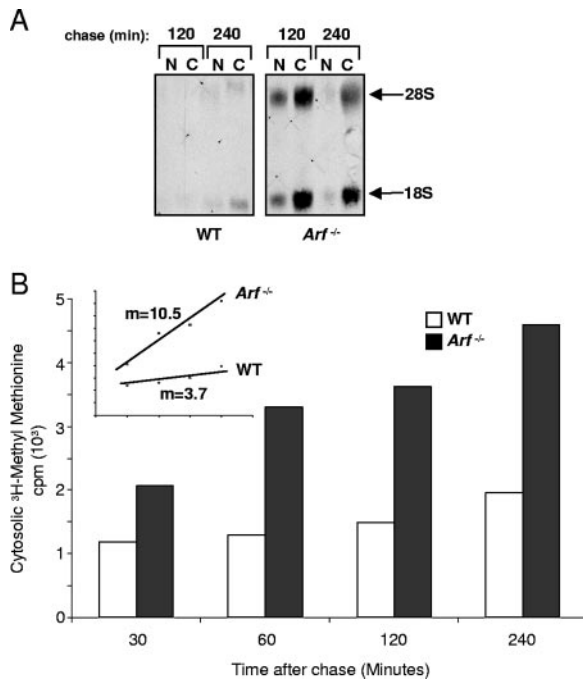 A
chase (min): 120 240 120 240
N C N C N C N C
28S
18S
WT Arf -/-
B
5
4
3
2
1
0
Cytosolic ³H-Methyl Methionine
cpm (10³)
Arf -/-
m=10.5
WT
m=3.7
WT
Arf -/-
30 60 120 240
Time after chase (Minutes)